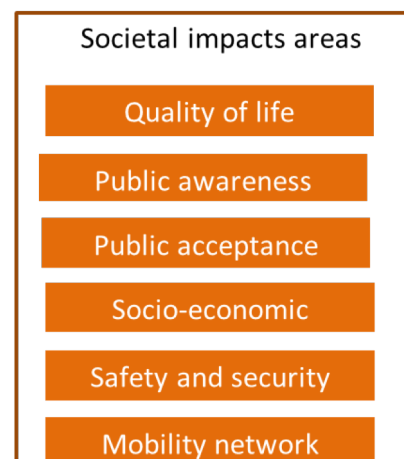 Societal impacts areas
Quality of life
Public awareness
Public acceptance
Socio-economic
Safety and security
Mobility network